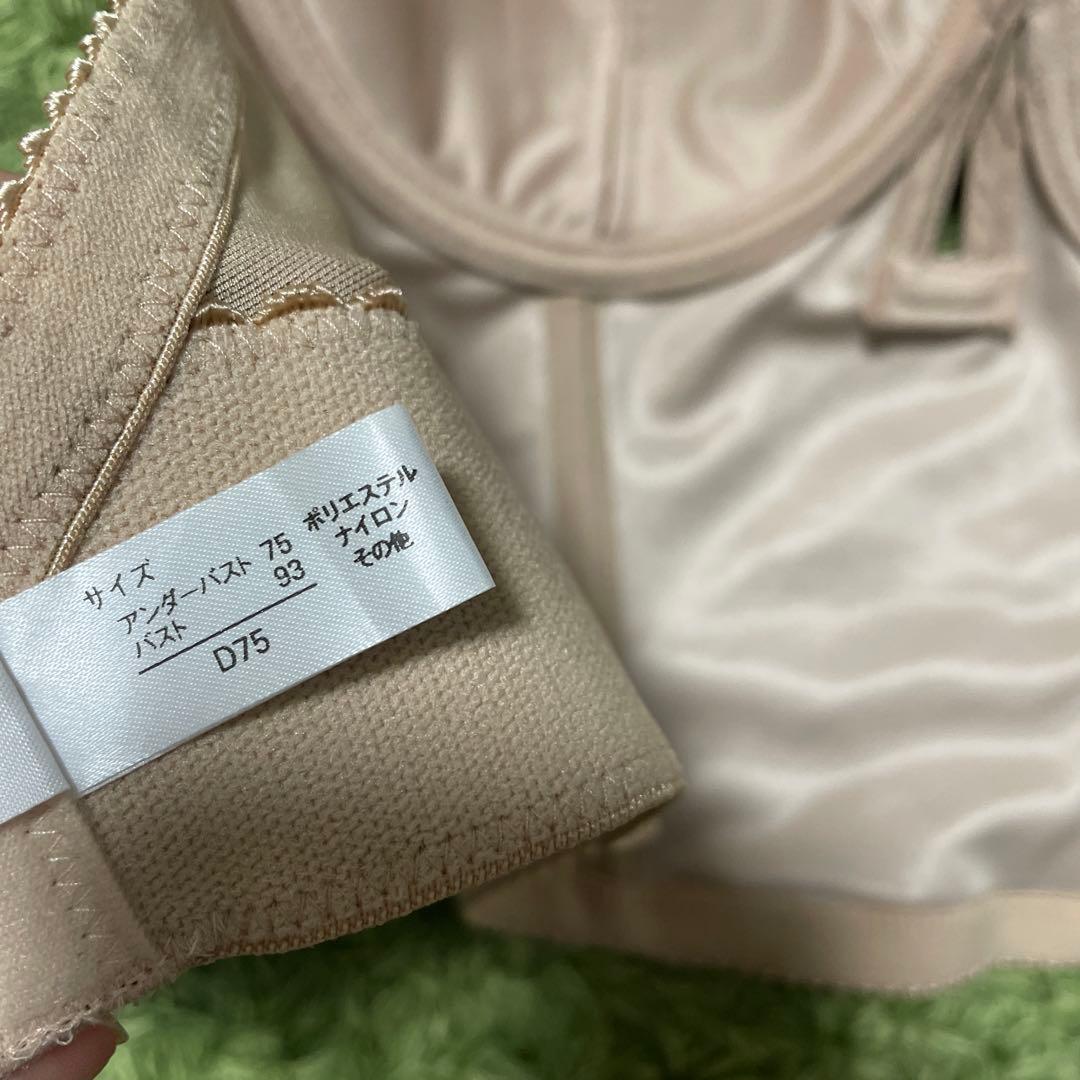 サイズ
アンダーバスト 75
バスト 93
D75
ポリエステル
ナイロン
その他